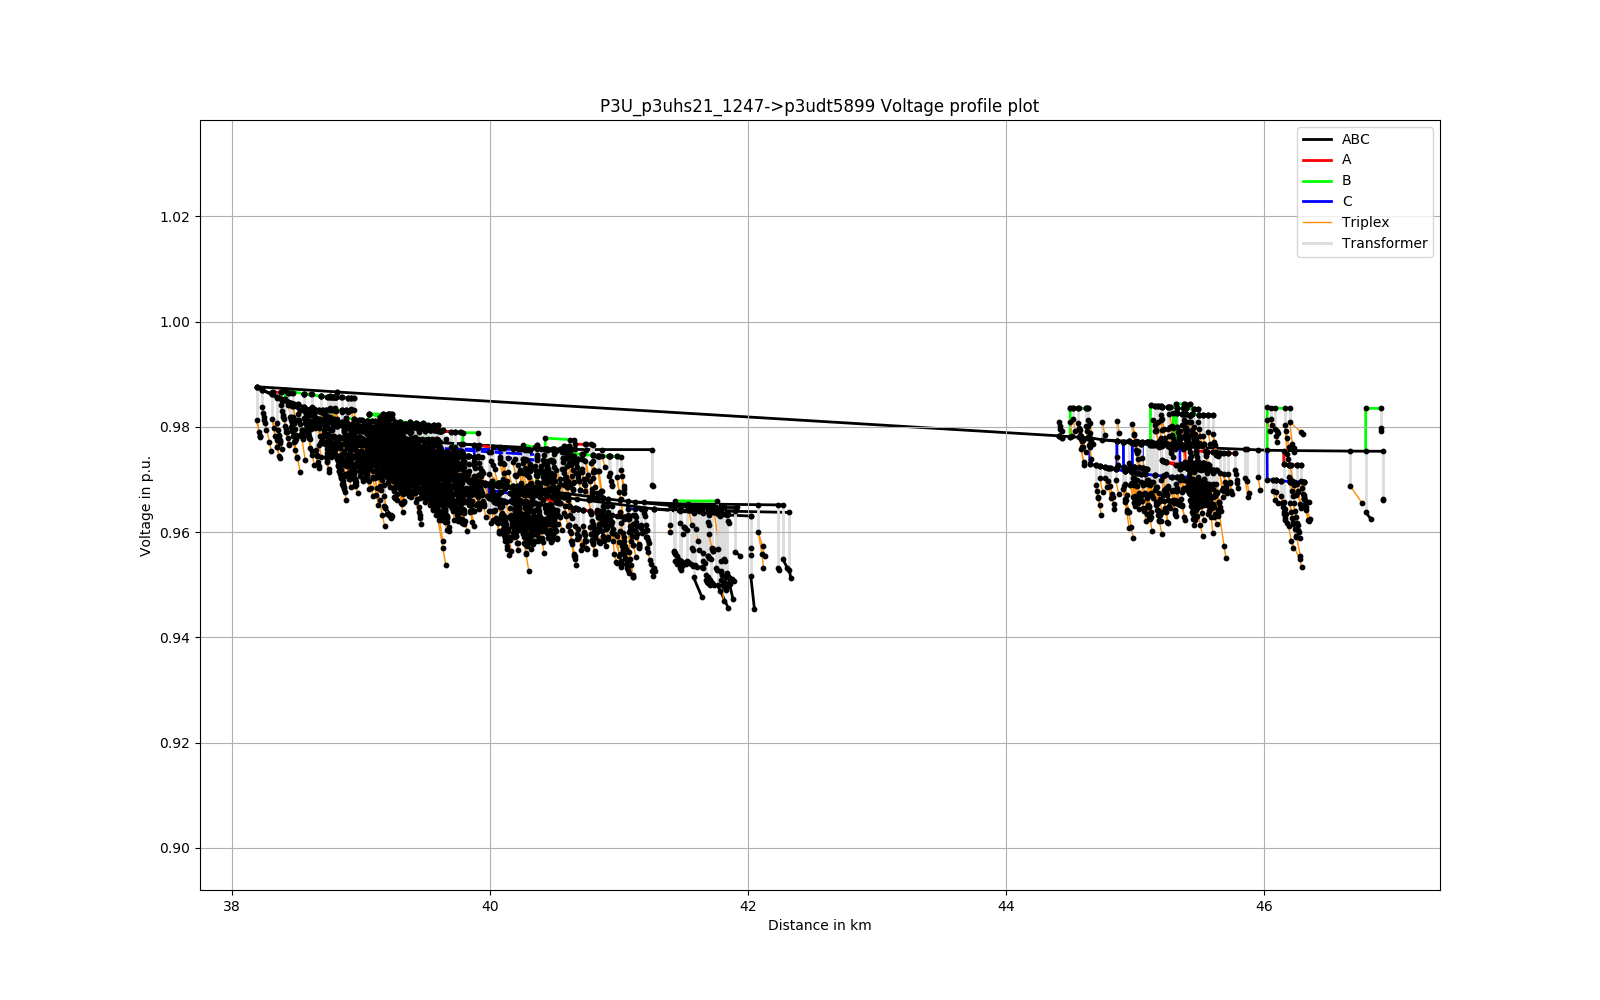 P3U_p3uhs21_1247->p3udt5899 Voltage profile plot
ABC
A
B
C
Triplex
Transformer
1.02
1.00
0.98
0.96
0.94
0.92
0.90
Voltage in p.u.
38
40
42
44
46
Distance in km